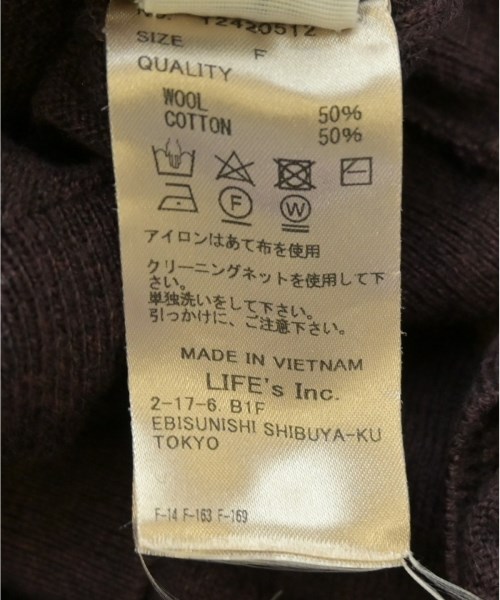 No. 12420512
SIZE F
QUALITY
WOOL 50%
COTTON 50%
F W
アイロンはあて布を使用
クリーニングネットを使用して下
さい。
単独洗いをして下さい。
引っかけに、ご注意下さい。
MADE IN VIETNAM
LIFE's Inc.
2-17-6. B1F
EBISUNISHI SHIBUYA-KU
TOKYO
F-14 F-163 F-169